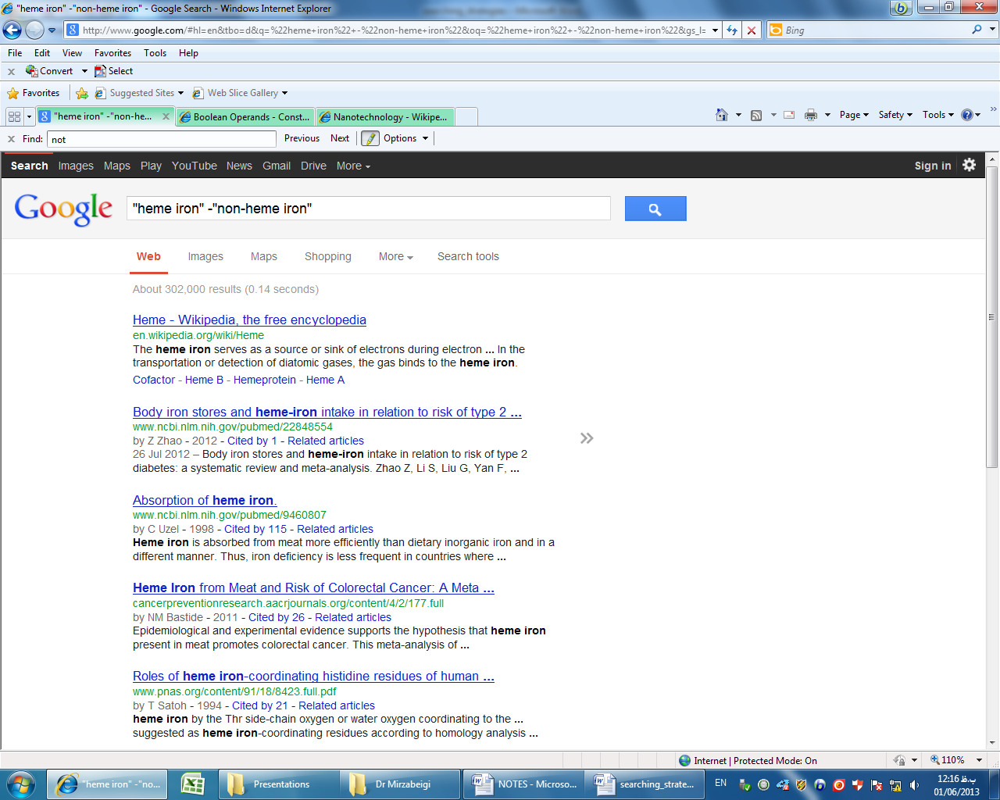 "heme iron" -"non-heme iron" - Google Search - Windows Internet Explorer
http://www.google.com/#hl=en&tbo=d&q=%22heme+iron%22+-%22non-heme+iron%22&oq=%22heme+iron%22+-%22non-heme+iron%22&gs_l=
Bing
File Edit View Favorites Tools Help
x Convert Select
Favorites Suggested Sites Web Slice Gallery
"heme iron" -"non-he... Boolean Operands - Const... Nanotechnology - Wikipe... Page Safety Tools
x Find: not Previous Next Options
Search Images Maps Play YouTube News Gmail Drive More Sign in
Google "heme iron" -"non-heme iron"
Web Images Maps Shopping More Search tools
About 302,000 results (0.14 seconds)
Heme - Wikipedia, the free encyclopedia
en.wikipedia.org/wiki/Heme
The heme iron serves as a source or sink of electrons during electron ... In the
transportation or detection of diatomic gases, the gas binds to the heme iron.
Cofactor - Heme B - Hemeprotein - Heme A
Body iron stores and heme-iron intake in relation to risk of type 2 ...
www.ncbi.nlm.nih.gov/pubmed/22848554
by Z Zhao - 2012 - Cited by 1 - Related articles
26 Jul 2012 – Body iron stores and heme-iron intake in relation to risk of type 2
diabetes: a systematic review and meta-analysis. Zhao Z, Li S, Liu G, Yan F, ...
Absorption of heme iron.
www.ncbi.nlm.nih.gov/pubmed/9460807
by C Uzel - 1998 - Cited by 115 - Related articles
Heme iron is absorbed from meat more efficiently than dietary inorganic iron and in a
different manner. Thus, iron deficiency is less frequent in countries where ...
Heme Iron from Meat and Risk of Colorectal Cancer: A Meta ...
cancerpreventionresearch.aacrjournals.org/content/4/2/177.full
by NM Bastide - 2011 - Cited by 26 - Related articles
Epidemiological and experimental evidence supports the hypothesis that heme iron
present in meat promotes colorectal cancer. This meta-analysis of ...
Roles of heme iron-coordinating histidine residues of human ...
www.pnas.org/content/91/18/8423.full.pdf
by T Satoh - 1994 - Cited by 21 - Related articles
heme iron by the Thr side-chain oxygen or water oxygen coordinating to the ...
suggested as heme iron-coordinating residues according to homology analysis ...
Internet | Protected Mode: On 110%
"heme iron" -"no... Presentations Dr Mirzabeigi NOTES - Microso... searching_strate... EN 12:16 ب.ظ
01/06/2013